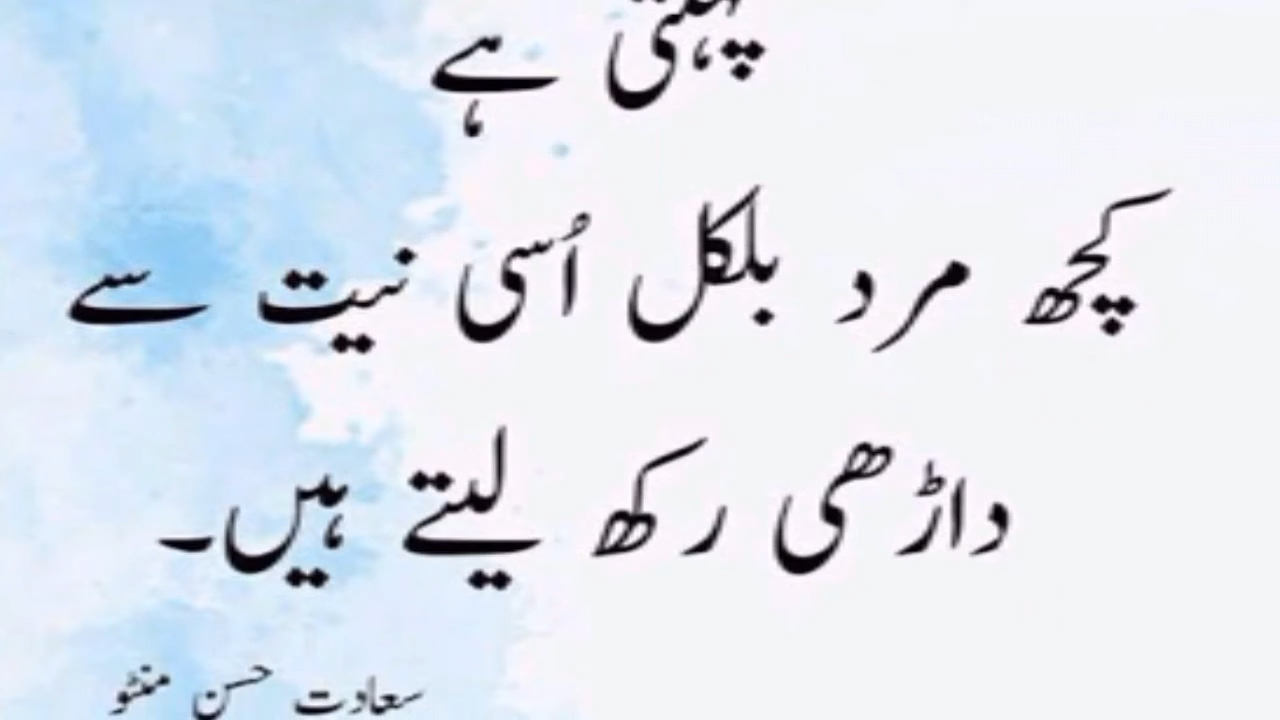 پہنتی ہے
کچھ مرد بلکل اُسی نیت سے
داڑھی رکھ لیتے ہیں۔
سعادت حسن منٹو